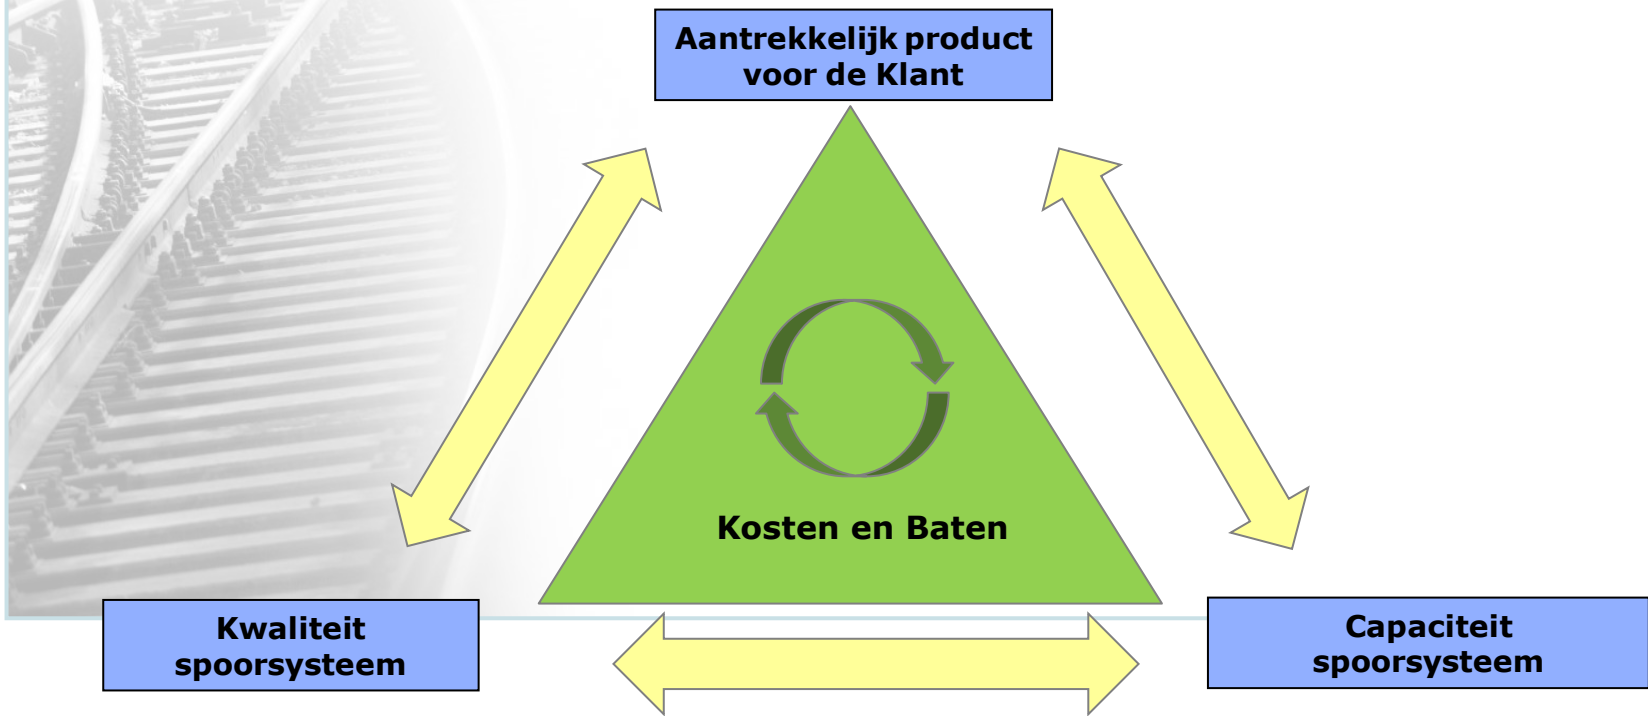 Aantrekkelijk product
voor de Klant
Kosten en Baten
Kwaliteit
spoorsysteem
Capaciteit
spoorsysteem